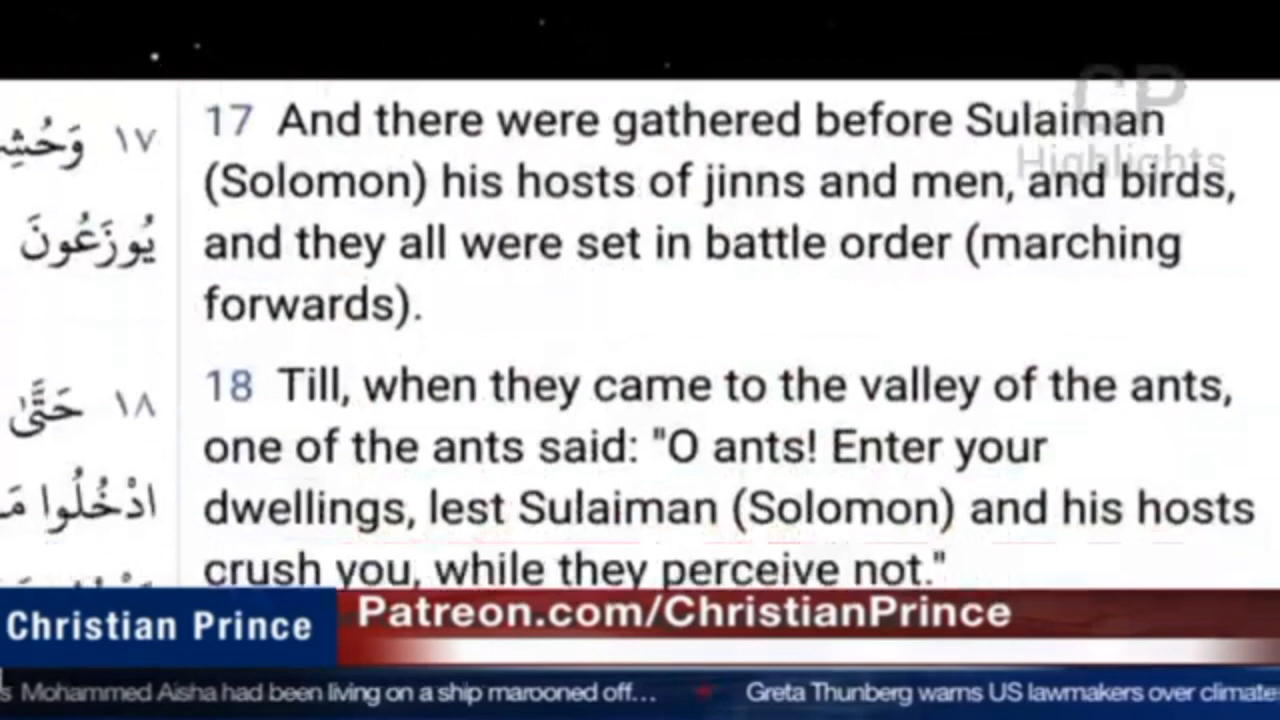 CP
Highlights
17 And there were gathered before Sulaiman
(Solomon) his hosts of jinns and men, and birds,
and they all were set in battle order (marching
forwards).
18 Till, when they came to the valley of the ants,
one of the ants said: "O ants! Enter your
dwellings, lest Sulaiman (Solomon) and his hosts
crush you, while they perceive not."
١٧
يُوزَعُونَ
١٨ حَتَّىٰ
ادْخُلُوا
Christian Prince
Patreon.com/ChristianPrince
s Mohammed Aisha had been living on a ship marooned off... Greta Thunberg warns US lawmakers over climate